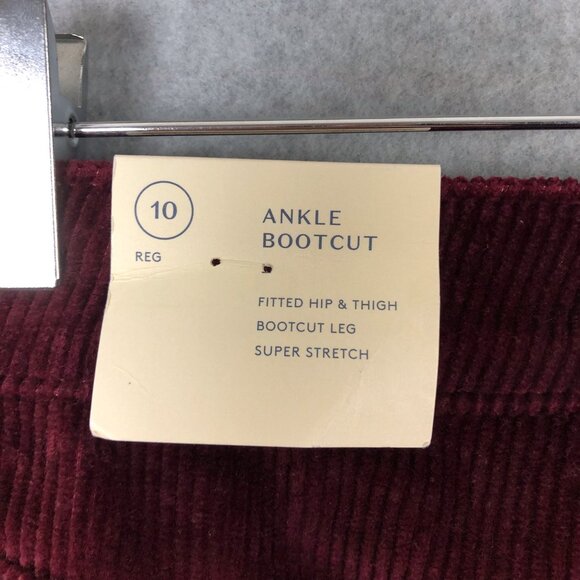 10
REG
ANKLE
BOOTCUT
FITTED HIP & THIGH
BOOTCUT LEG
SUPER STRETCH